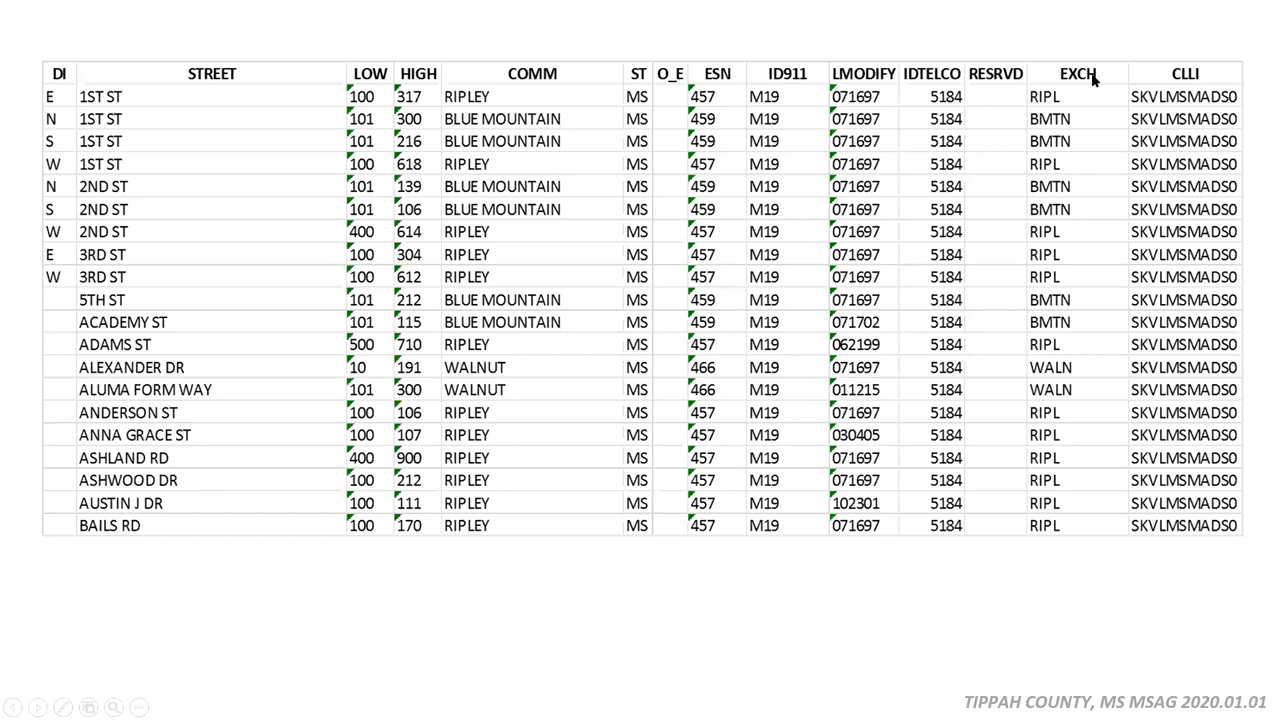 DI STREET LOW HIGH COMM ST O_E ESN ID911 LMODIFY IDTELCO RESRVD EXCH CLLI
E 1ST ST 100 317 RIPLEY MS 457 M19 071697 5184 RIPL SKVLMSMADS0
N 1ST ST 101 300 BLUE MOUNTAIN MS 459 M19 071697 5184 BMTN SKVLMSMADS0
S 1ST ST 101 216 BLUE MOUNTAIN MS 459 M19 071697 5184 BMTN SKVLMSMADS0
W 1ST ST 100 618 RIPLEY MS 457 M19 071697 5184 RIPL SKVLMSMADS0
N 2ND ST 101 139 BLUE MOUNTAIN MS 459 M19 071697 5184 BMTN SKVLMSMADS0
S 2ND ST 101 106 BLUE MOUNTAIN MS 459 M19 071697 5184 BMTN SKVLMSMADS0
W 2ND ST 400 614 RIPLEY MS 457 M19 071697 5184 RIPL SKVLMSMADS0
E 3RD ST 100 304 RIPLEY MS 457 M19 071697 5184 RIPL SKVLMSMADS0
W 3RD ST 100 612 RIPLEY MS 457 M19 071697 5184 RIPL SKVLMSMADS0
5TH ST 101 212 BLUE MOUNTAIN MS 459 M19 071697 5184 BMTN SKVLMSMADS0
ACADEMY ST 101 115 BLUE MOUNTAIN MS 459 M19 071702 5184 BMTN SKVLMSMADS0
ADAMS ST 500 710 RIPLEY MS 457 M19 062199 5184 RIPL SKVLMSMADS0
ALEXANDER DR 10 191 WALNUT MS 466 M19 071697 5184 WALN SKVLMSMADS0
ALUMA FORM WAY 101 300 WALNUT MS 466 M19 011215 5184 WALN SKVLMSMADS0
ANDERSON ST 100 106 RIPLEY MS 457 M19 071697 5184 RIPL SKVLMSMADS0
ANNA GRACE ST 100 107 RIPLEY MS 457 M19 030405 5184 RIPL SKVLMSMADS0
ASHLAND RD 400 900 RIPLEY MS 457 M19 071697 5184 RIPL SKVLMSMADS0
ASHWOOD DR 100 212 RIPLEY MS 457 M19 071697 5184 RIPL SKVLMSMADS0
AUSTIN J DR 100 111 RIPLEY MS 457 M19 102301 5184 RIPL SKVLMSMADS0
BAILS RD 100 170 RIPLEY MS 457 M19 071697 5184 RIPL SKVLMSMADS0
TIPPAH COUNTY, MS MSAG 2020.01.01